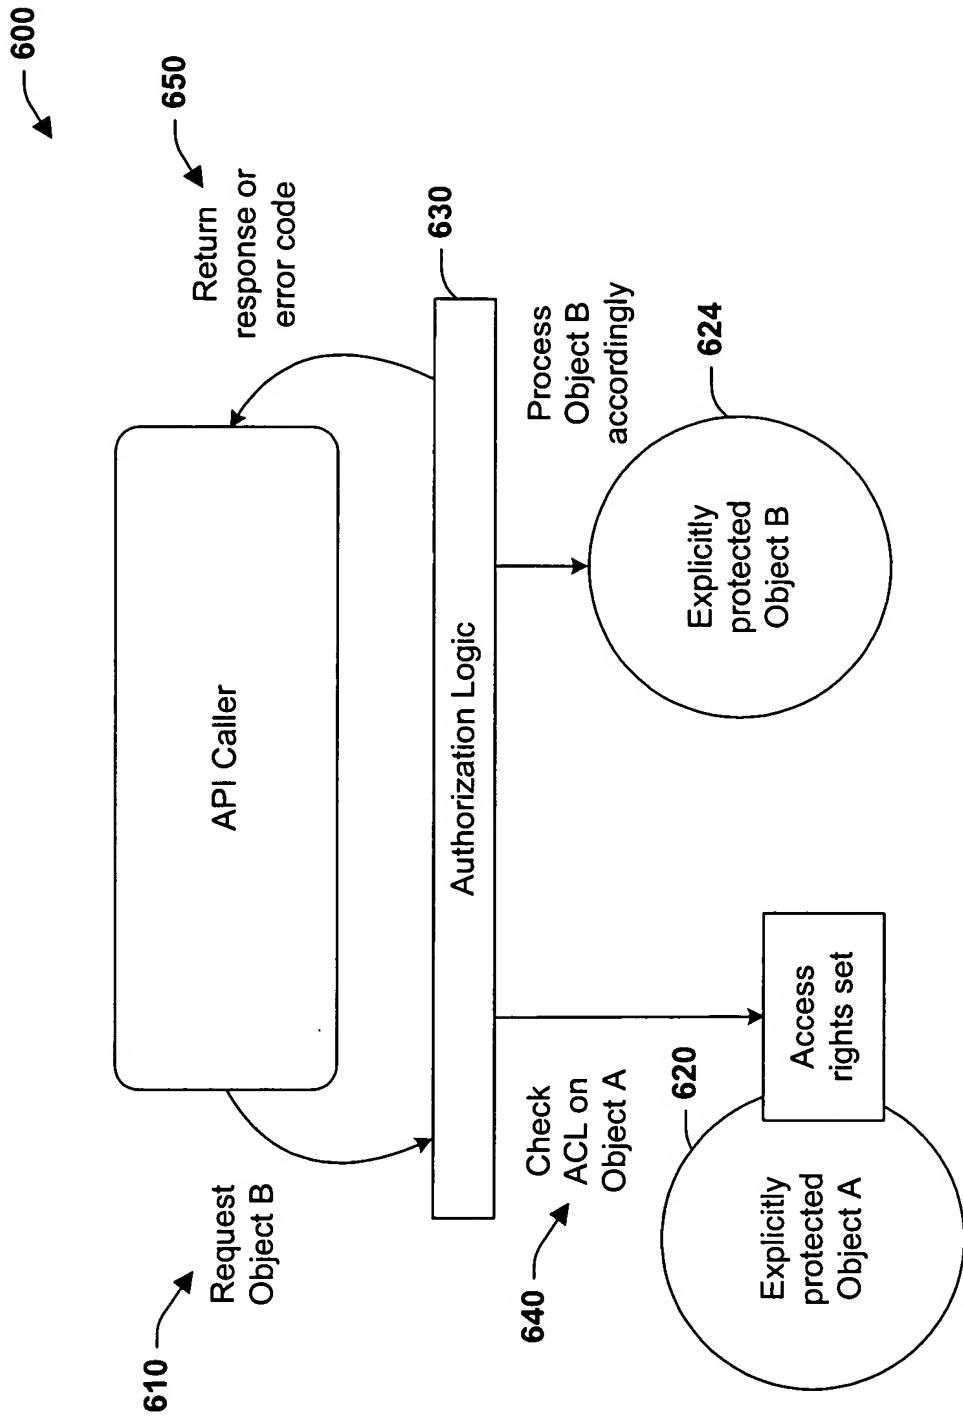 600
650
Return
response or
error code
API Caller
610
Request
Object B
630
Authorization Logic
640
Check
ACL on
Object A
Process
Object B
accordingly
620
624
Access
rights set
Explicitly
protected
Object A
Explicitly
protected
Object B